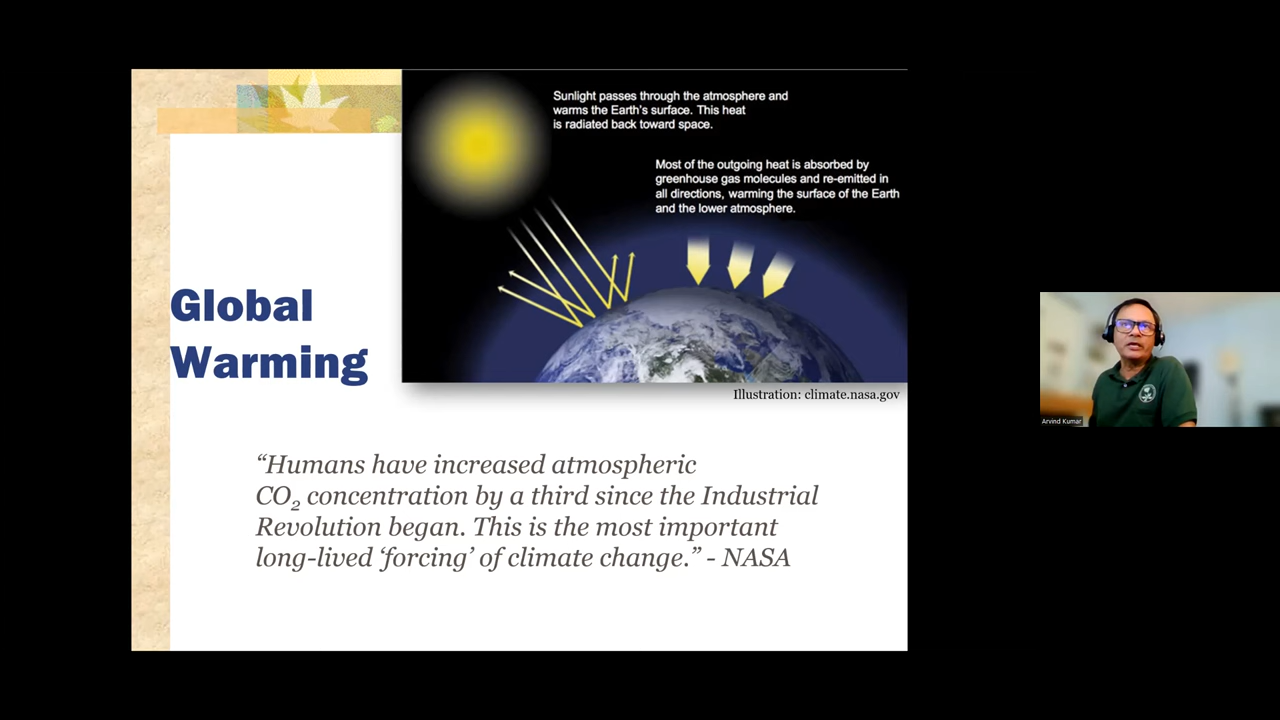 Sunlight passes through the atmosphere and
warms the Earth's surface. This heat
is radiated back toward space.
Most of the outgoing heat is absorbed by
greenhouse gas molecules and re-emitted in
all directions, warming the surface of the Earth
and the lower atmosphere.
Global
Warming
Illustration: climate.nasa.gov
“Humans have increased atmospheric
CO₂ concentration by a third since the Industrial
Revolution began. This is the most important
long-lived ‘forcing’ of climate change.” - NASA
Arvind Kumar